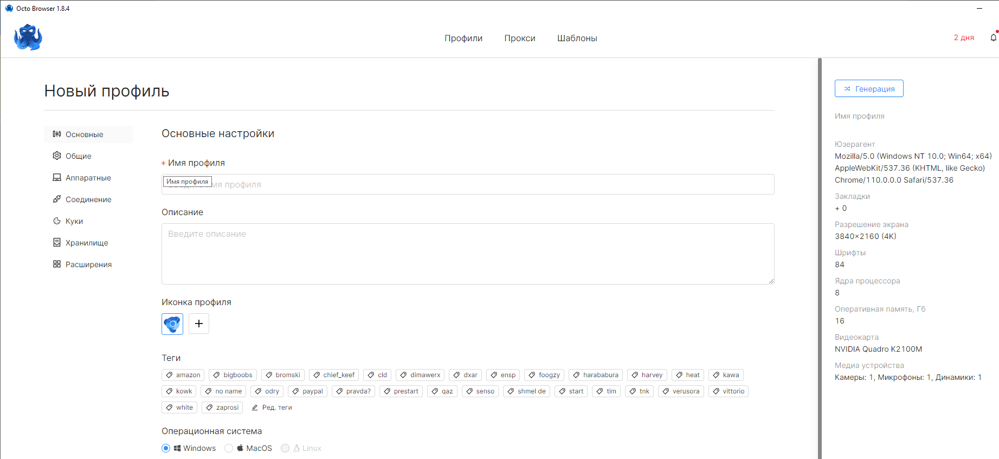 Octo Browser 1.8.4
Профили Прокси Шаблоны 2 дня
Новый профиль
Основные
Общие
Аппаратные
Соединение
Куки
Хранилище
Расширения
Основные настройки
* Имя профиля
Имя профиля
имя профиля
Описание
Введите описание
Иконка профиля
Теги
amazon bigboobs bromski chief_keef cld dimawerx dxar ensp foogzy harababura harvey heat kawa
kowk no name odry paypal pravda? prestart qaz senso shmel de start tim tnk verusora vittorio
white zaprosi Ред. теги
Операционная система
Windows MacOS Linux
Генерация
Имя профиля
Юзерагент
Mozilla/5.0 (Windows NT 10.0; Win64; x64)
AppleWebKit/537.36 (KHTML, like Gecko)
Chrome/110.0.0.0 Safari/537.36
Закладки
+ 0
Разрешение экрана
3840×2160 (4K)
Шрифты
84
Ядра процессора
8
Оперативная память, Гб
16
Видеокарта
NVIDIA Quadro K2100M
Медиа устройства
Камеры: 1, Микрофоны: 1, Динамики: 1